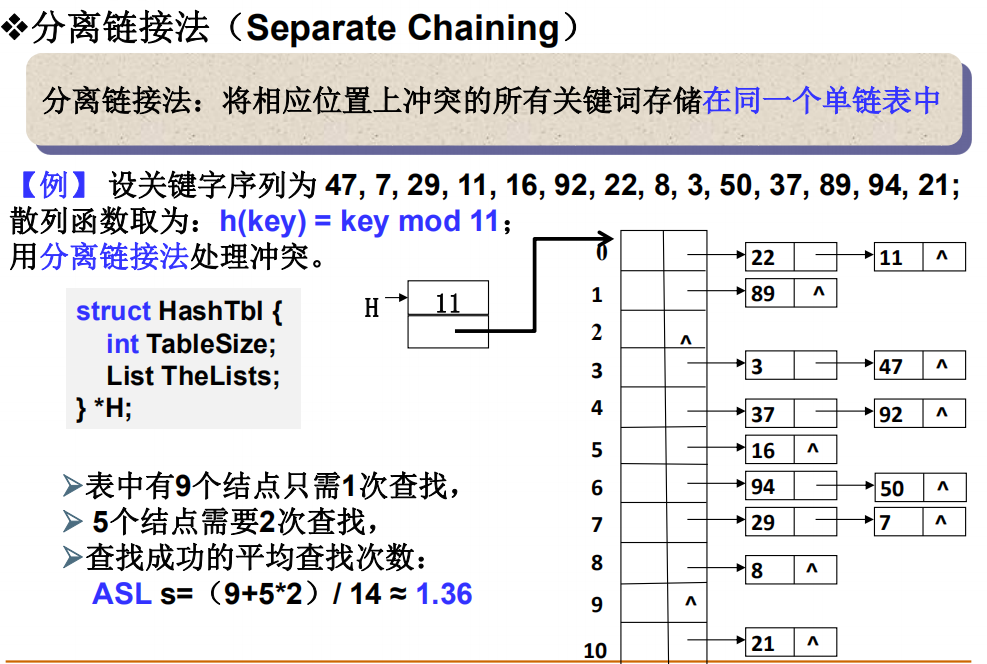 ❖分离链接法（Separate Chaining）
分离链接法：将相应位置上冲突的所有关键词存储在同一个单链表中
【例】 设关键字序列为 47, 7, 29, 11, 16, 92, 22, 8, 3, 50, 37, 89, 94, 21;
散列函数取为：h(key) = key mod 11；
用分离链接法处理冲突。
struct HashTbl {
int TableSize;
List TheLists;
} *H;
H 11
➢表中有9个结点只需1次查找，
➢ 5个结点需要2次查找，
➢查找成功的平均查找次数：
ASL s=（9+5*2）/ 14 ≈ 1.36
0 22 11 ^
1 89 ^
2 ^
3 3 47 ^
4 37 92 ^
5 16 ^
6 94 50 ^
7 29 7 ^
8 8 ^
9 ^
10 21 ^